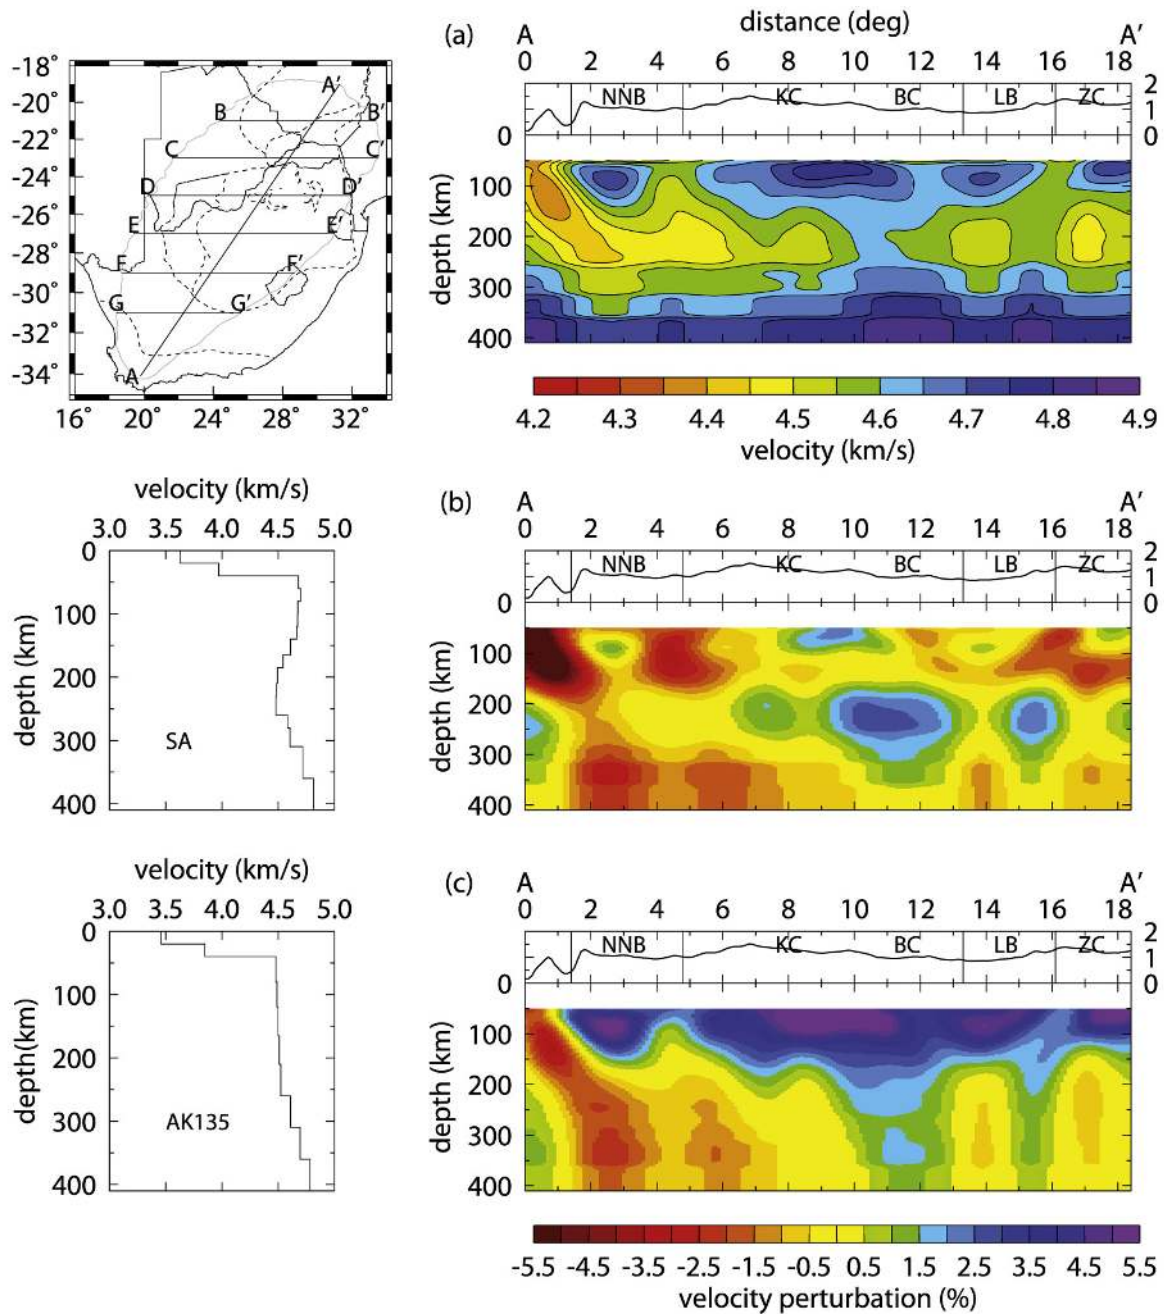 (a)
A
distance (deg)
A'
0 2 4 6 8 10 12 14 16 18
NNB KC BC LB ZC
2
1
0
0
depth (km)
100
200
300
400
4.2 4.3 4.4 4.5 4.6 4.7 4.8 4.9
velocity (km/s)
-18°
-20°
-22°
-24°
-26°
-28°
-30°
-32°
-34°
16° 20° 24° 28° 32°
A'
B B'
C C'
D D'
E E'
F F'
G G'
A
velocity (km/s)
3.0 3.5 4.0 4.5 5.0
0
100
200
300
400
depth (km)
SA
(b)
A A'
0 2 4 6 8 10 12 14 16 18
NNB KC BC LB ZC
2
1
0
0
depth (km)
100
200
300
400
velocity (km/s)
3.0 3.5 4.0 4.5 5.0
0
100
200
300
400
depth(km)
AK135
(c)
A A'
0 2 4 6 8 10 12 14 16 18
NNB KC BC LB ZC
2
1
0
0
depth (km)
100
200
300
400
-5.5 -4.5 -3.5 -2.5 -1.5 -0.5 0.5 1.5 2.5 3.5 4.5 5.5
velocity perturbation (%)